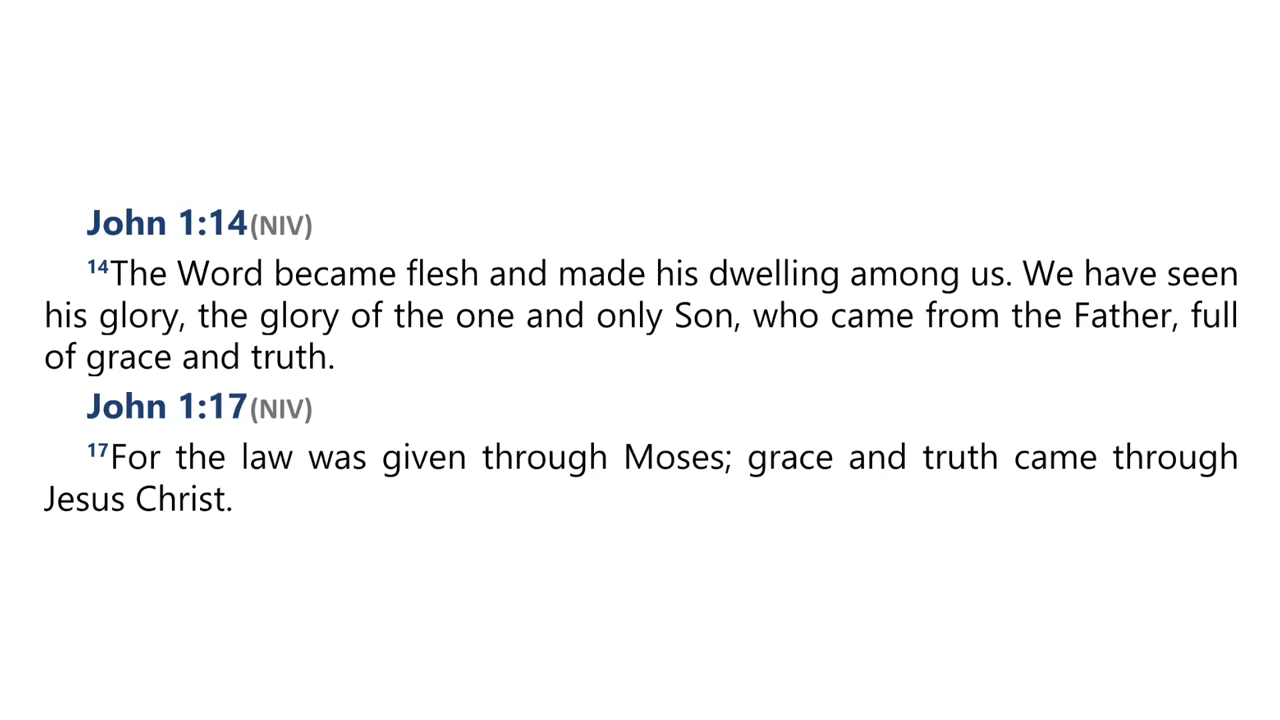 John 1:14(NIV)
14The Word became flesh and made his dwelling among us. We have seen
his glory, the glory of the one and only Son, who came from the Father, full
of grace and truth.
John 1:17(NIV)
17For the law was given through Moses; grace and truth came through
Jesus Christ.